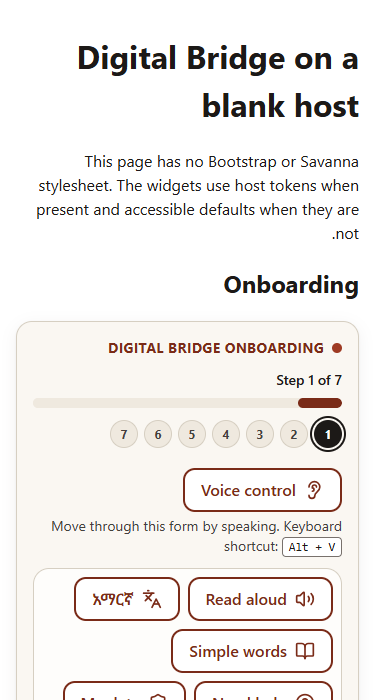 Digital Bridge on a
blank host
This page has no Bootstrap or Savanna
stylesheet. The widgets use host tokens when
present and accessible defaults when they are
.not
Onboarding
DIGITAL BRIDGE ONBOARDING
Step 1 of 7
1 2 3 4 5 6 7
Voice control
Move through this form by speaking. Keyboard
shortcut: Alt + V
Read aloud አማርኛ
Simple words